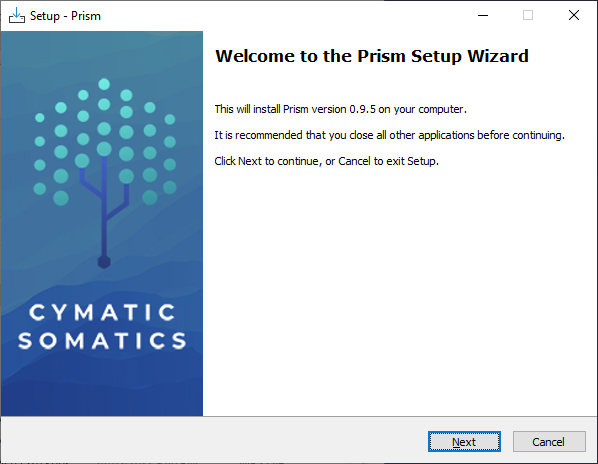 Setup - Prism
Welcome to the Prism Setup Wizard
This will install Prism version 0.9.5 on your computer.
It is recommended that you close all other applications before continuing.
Click Next to continue, or Cancel to exit Setup.
CYMATIC
SOMATICS
Next
Cancel